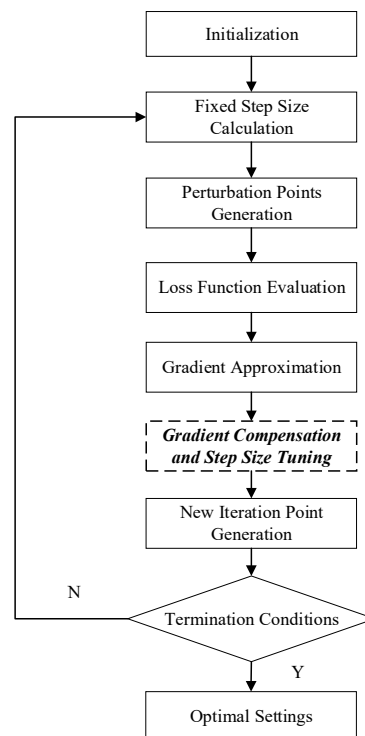 Initialization
Fixed Step Size
Calculation
Perturbation Points
Generation
Loss Function Evaluation
Gradient Approximation
Gradient Compensation
and Step Size Tuning
New Iteration Point
Generation
N
Termination Conditions
Y
Optimal Settings